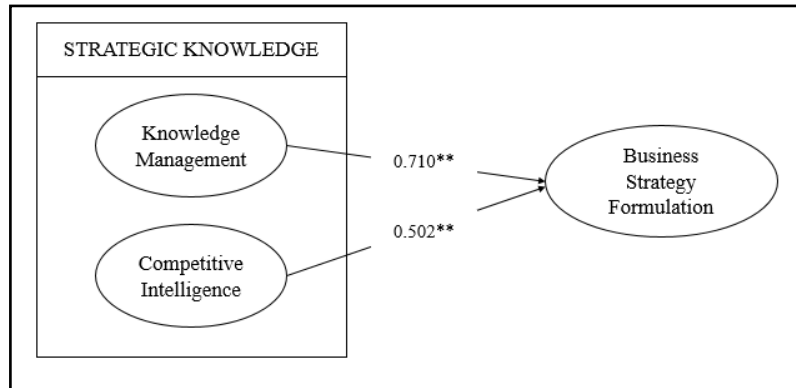 STRATEGIC KNOWLEDGE
Knowledge
Management
0.710**
Business
Strategy
Formulation
0.502**
Competitive
Intelligence